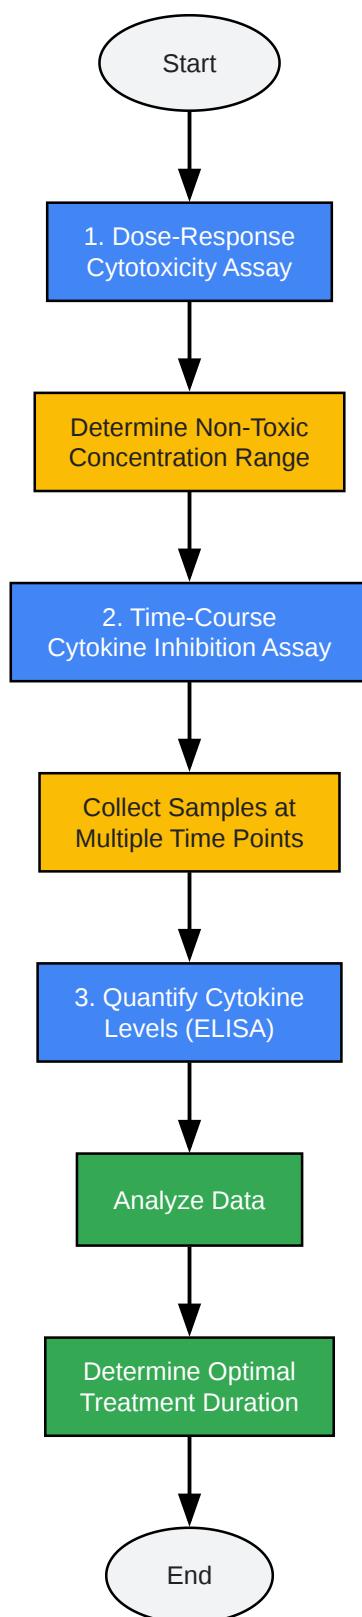 Start
1. Dose-Response
Cytotoxicity Assay
Determine Non-Toxic
Concentration Range
2. Time-Course
Cytokine Inhibition Assay
Collect Samples at
Multiple Time Points
3. Quantify Cytokine
Levels (ELISA)
Analyze Data
Determine Optimal
Treatment Duration
End